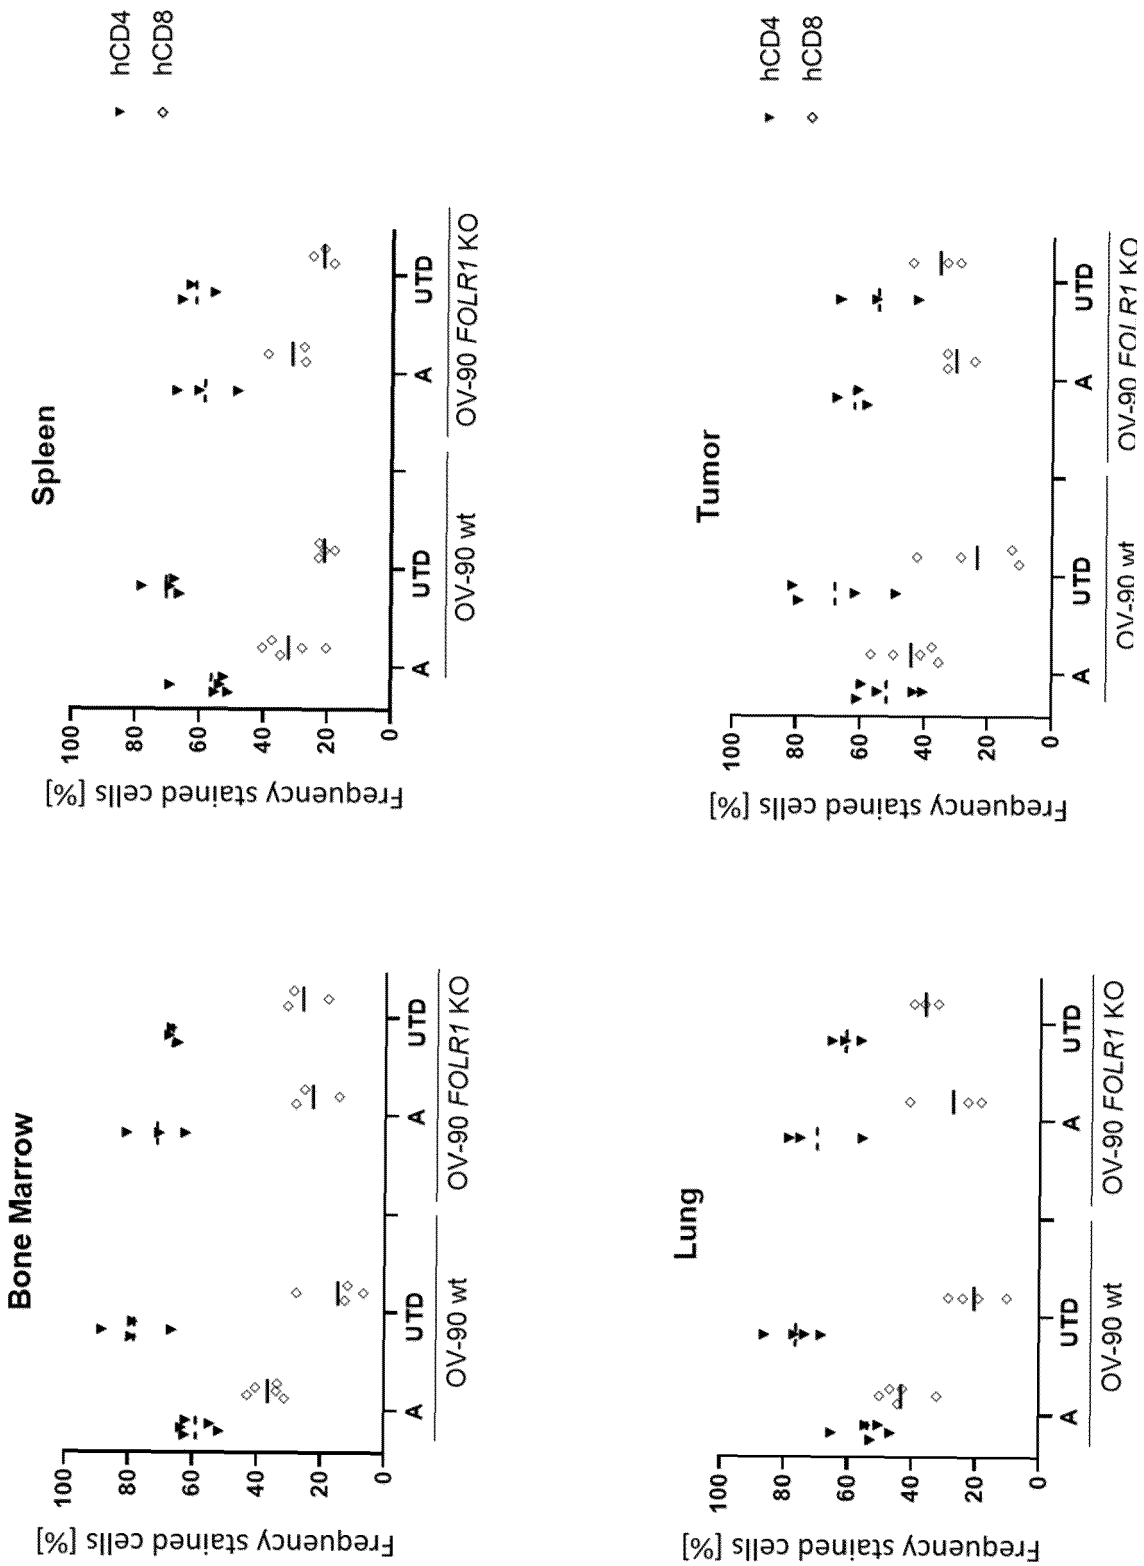 Bone Marrow
Frequency stained cells [%]
100
80
60
40
20
0
A
UTD
A
UTD
OV-90 wt
OV-90 FOLR1 KO
Spleen
Frequency stained cells [%]
100
80
60
40
20
0
A
UTD
A
UTD
OV-90 wt
OV-90 FOLR1 KO
hCD4
hCD8
Lung
Frequency stained cells [%]
100
80
60
40
20
0
A
UTD
A
UTD
OV-90 wt
OV-90 FOLR1 KO
Tumor
Frequency stained cells [%]
100
80
60
40
20
0
A
UTD
A
UTD
OV-90 wt
OV-90 FOLR1 KO
hCD4
hCD8